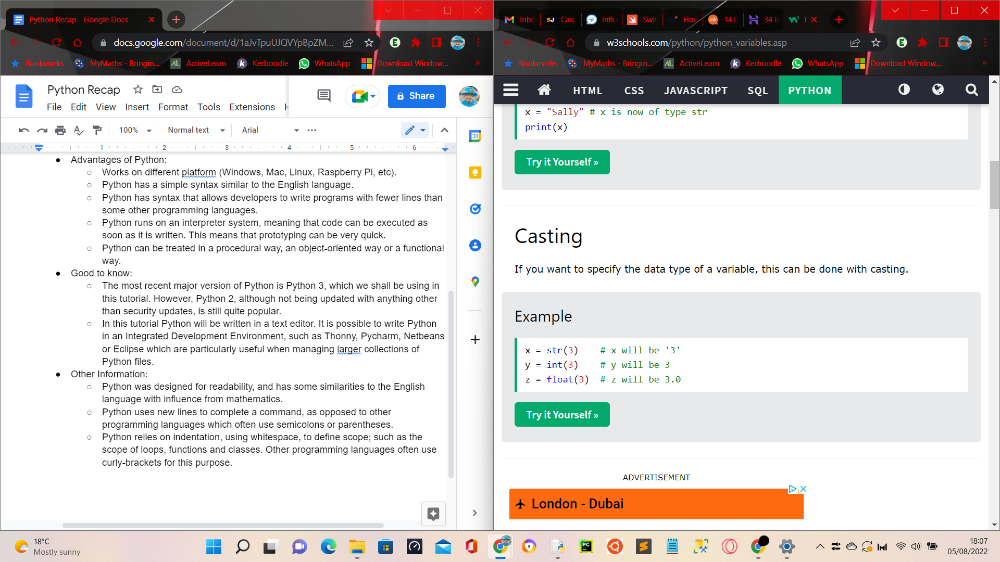 Python Recap - Google Docs
docs.google.com/document/d/1aJvTpuUJQVYpBpZM...
Bookmarks
MyMaths - Bringin...
ActiveLearn
Kerboodle
WhatsApp
Download Window...
»
Python Recap
Share
File Edit View Insert Format Tools Extensions H
100% Normal text Arial
1 2 3 4 5 6
● Advantages of Python:
○ Works on different platform (Windows, Mac, Linux, Raspberry Pi, etc).
○ Python has a simple syntax similar to the English language.
○ Python has syntax that allows developers to write programs with fewer lines than
some other programming languages.
○ Python runs on an interpreter system, meaning that code can be executed as
soon as it is written. This means that prototyping can be very quick.
○ Python can be treated in a procedural way, an object-oriented way or a functional
way.
● Good to know:
○ The most recent major version of Python is Python 3, which we shall be using in
this tutorial. However, Python 2, although not being updated with anything other
than security updates, is still quite popular.
○ In this tutorial Python will be written in a text editor. It is possible to write Python
in an Integrated Development Environment, such as Thonny, Pycharm, Netbeans
or Eclipse which are particularly useful when managing larger collections of
Python files.
● Other Information:
○ Python was designed for readability, and has some similarities to the English
language with influence from mathematics.
○ Python uses new lines to complete a command, as opposed to other
programming languages which often use semicolons or parentheses.
○ Python relies on indentation, using whitespace, to define scope; such as the
scope of loops, functions and classes. Other programming languages often use
curly-brackets for this purpose.
31
Inbo
SJ Cas
Influ
Swif
How
ask 14.0
34 E
w3schools.com/python/python_variables.asp
Bookmarks
MyMaths - Bringin...
ActiveLearn
Kerboodle
WhatsApp
Download Window...
»
HTML CSS JAVASCRIPT SQL PYTHON
x = "Sally" # x is now of type str
print(x)
Try it Yourself »
Casting
If you want to specify the data type of a variable, this can be done with casting.
Example
x = str(3) # x will be '3'
y = int(3) # y will be 3
z = float(3) # z will be 3.0
Try it Yourself »
ADVERTISEMENT
London - Dubai
18°C
Mostly sunny
PC
18:07
05/08/2022